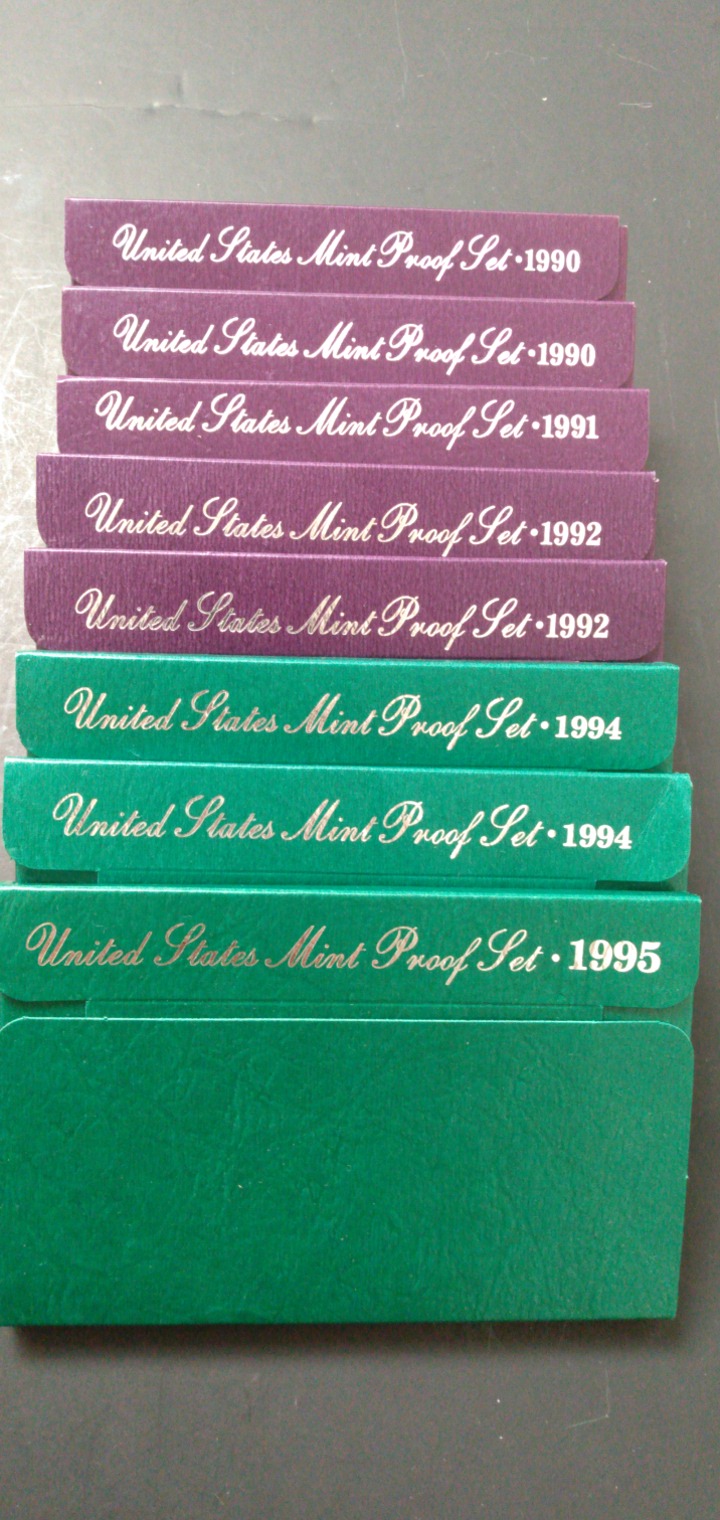 United States Mint Proof Set · 1990
United States Mint Proof Set · 1990
United States Mint Proof Set · 1991
United States Mint Proof Set · 1992
United States Mint Proof Set · 1992
United States Mint Proof Set · 1994
United States Mint Proof Set · 1994
United States Mint Proof Set · 1995